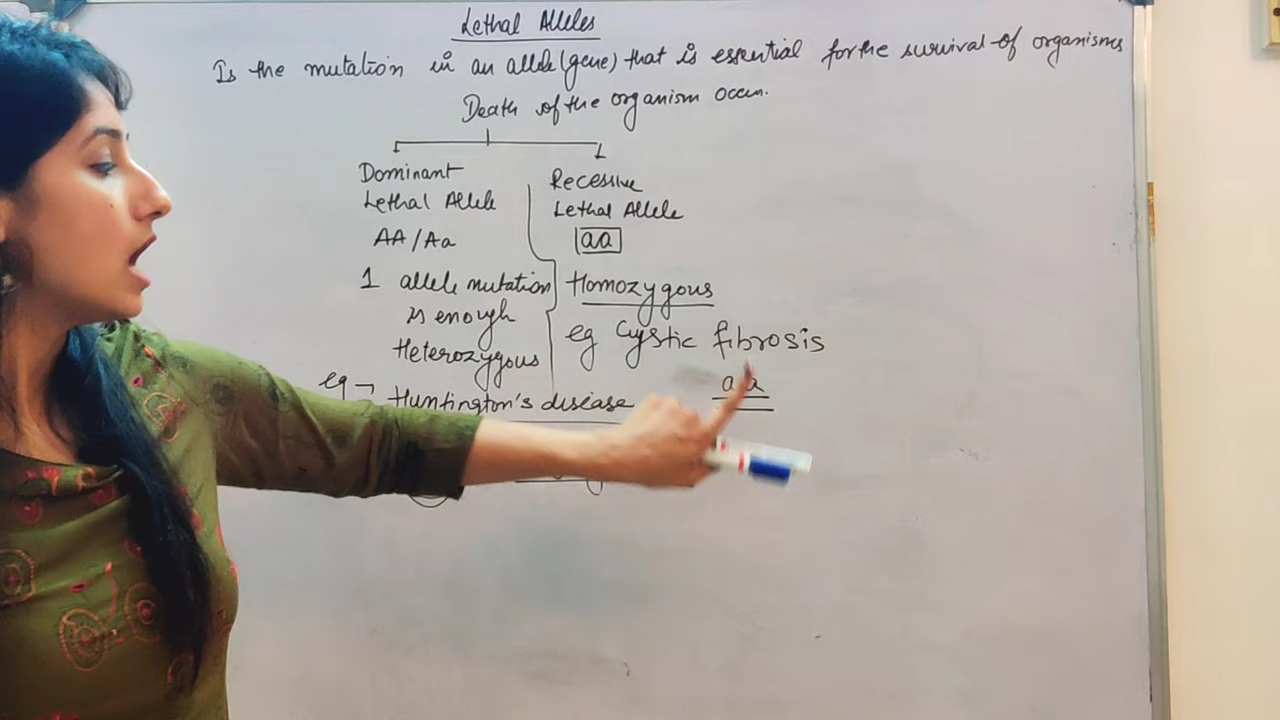 Lethal Alleles
Is the mutation in an allele(gene) that is essential for the survival of organisms
Death of the organism occur.
Dominant
Lethal Allele
AA/Aa
1 allele mutation
is enough
Heterozygous
eg → Huntington's disease
Recessive
Lethal Allele
aa
Homozygous
eg Cystic fibrosis
aa